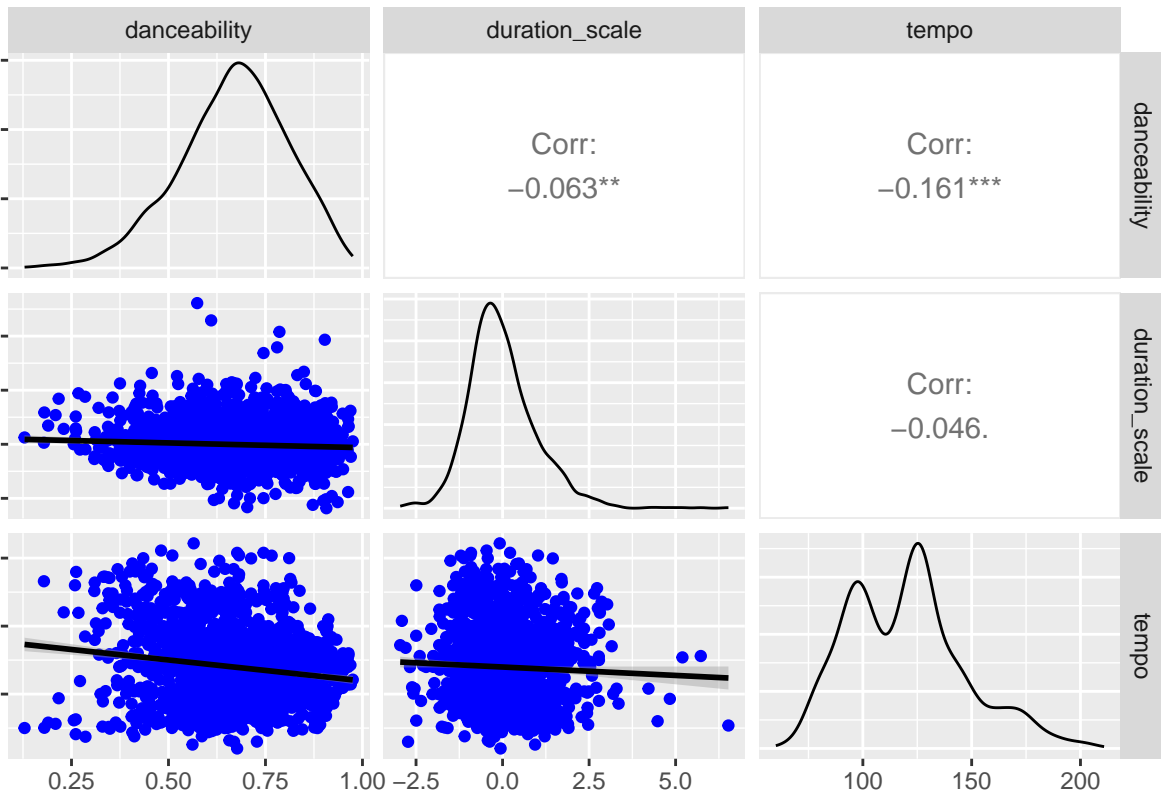 danceability
duration_scale
tempo
Corr:
−0.063**
Corr:
−0.161***
danceability
Corr:
−0.046.
duration_scale
tempo
0.25 0.50 0.75 1.00
−2.5 0.0 2.5 5.0
100 150 200